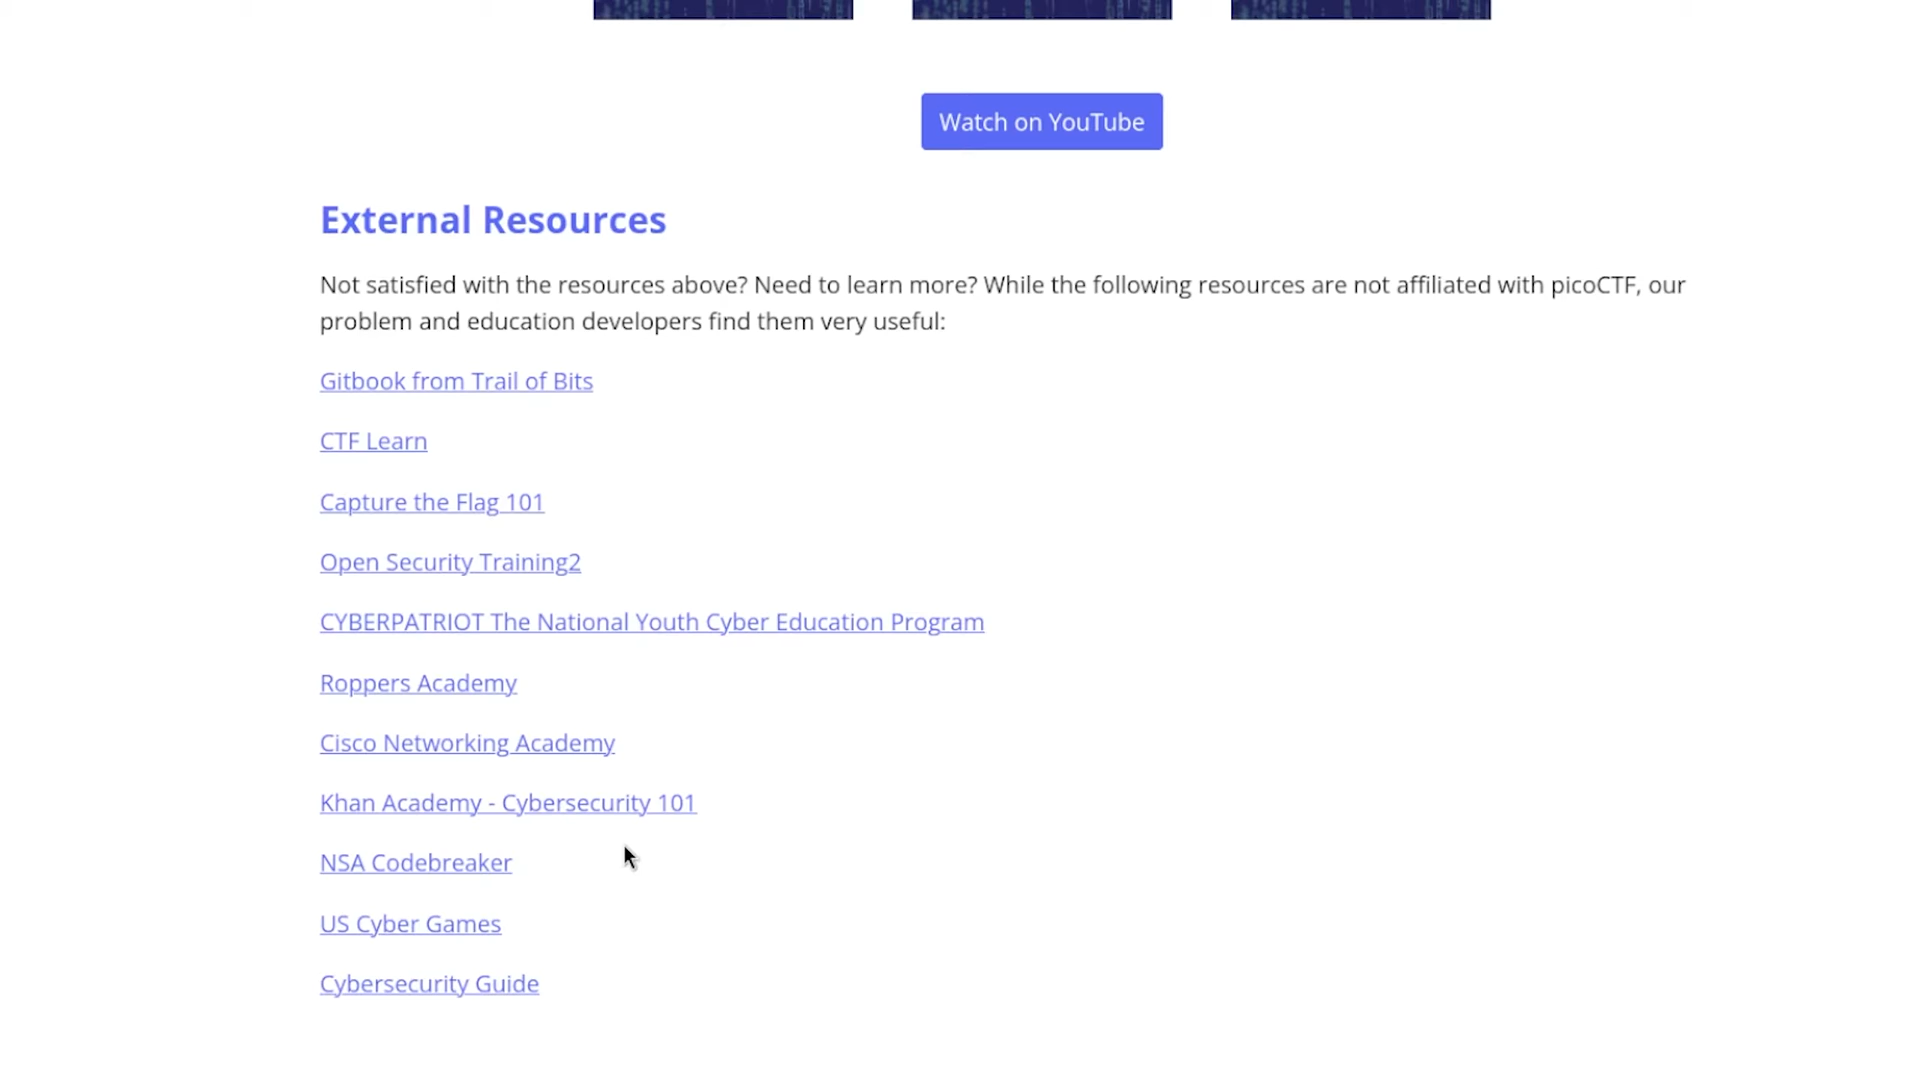 Watch on YouTube
External Resources
Not satisfied with the resources above? Need to learn more? While the following resources are not affiliated with picoCTF, our
problem and education developers find them very useful:
Gitbook from Trail of Bits
CTF Learn
Capture the Flag 101
Open Security Training2
CYBERPATRIOT The National Youth Cyber Education Program
Roppers Academy
Cisco Networking Academy
Khan Academy - Cybersecurity 101
NSA Codebreaker
US Cyber Games
Cybersecurity Guide